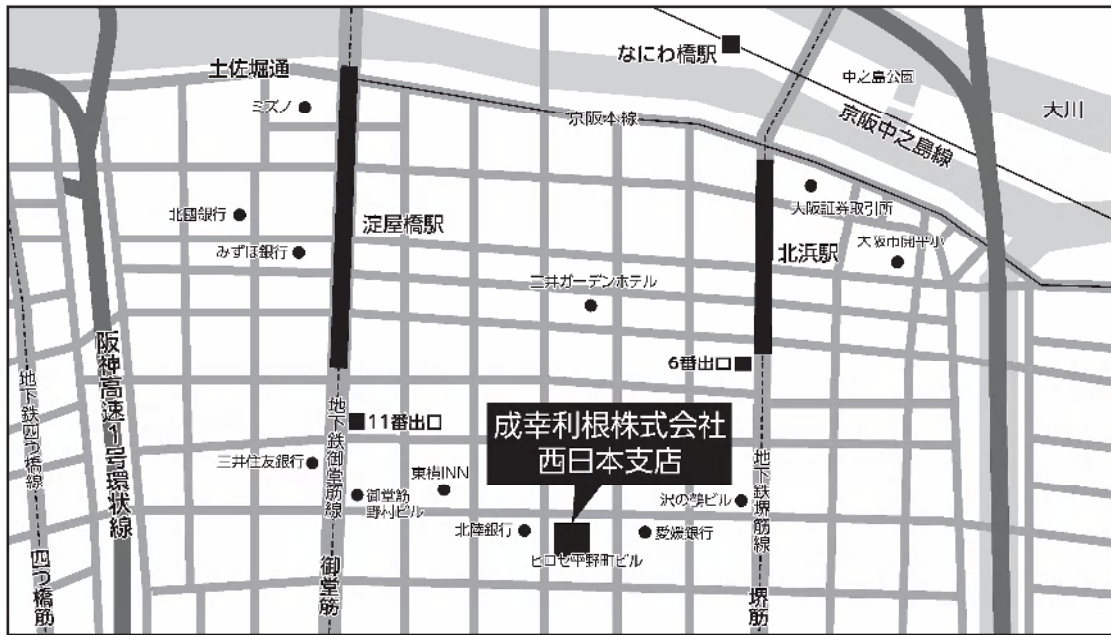 なにわ橋駅
土佐堀通
中之島公園
ミズノ
大川
京阪本線
京阪中之島線
大阪証券取引所
北國銀行
淀屋橋駅
大阪市開平小
みずほ銀行
北浜駅
三井ガーデンホテル
阪神高速1号環状線
6番出口
地下鉄四つ橋線
地下鉄御堂筋線
11番出口
成幸利根株式会社
西日本支店
三井住友銀行
東横INN
地下鉄堺筋線
御堂筋
野村ビル
沢の鶴ビル
北陸銀行
愛媛銀行
ヒロセ平野町ビル
四つ橋筋
御堂筋
堺筋